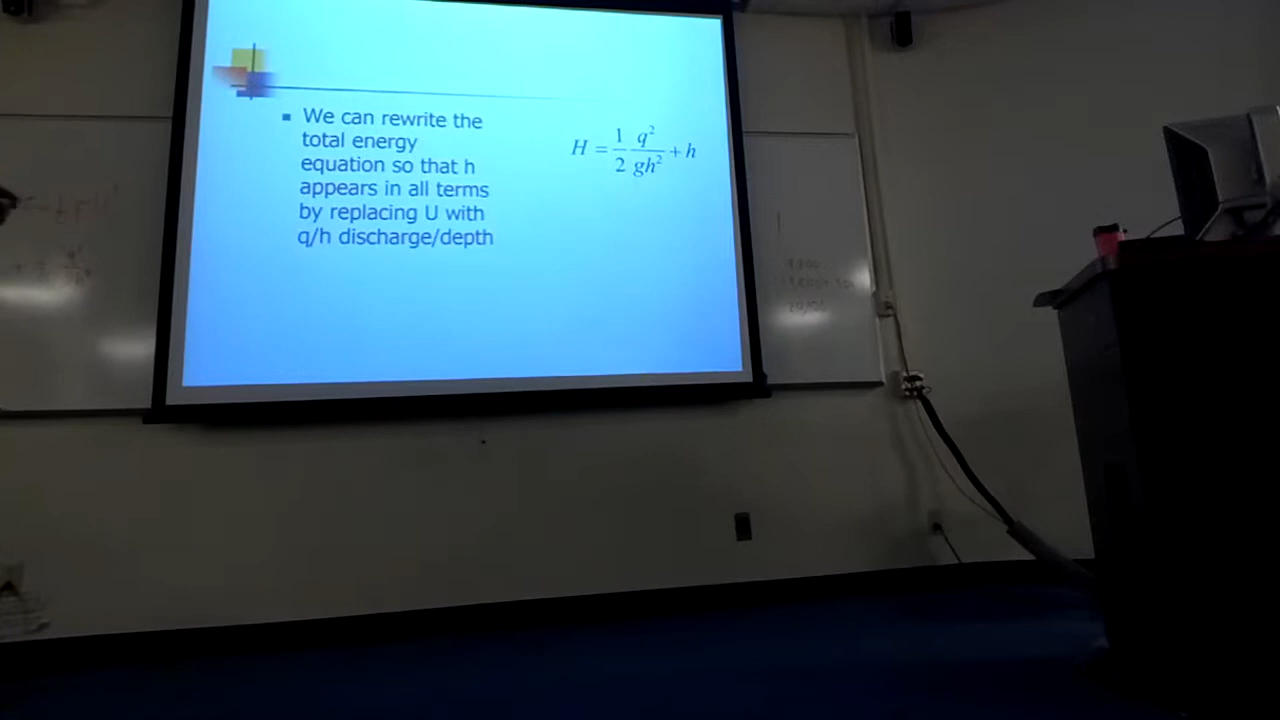 We can rewrite the
total energy
equation so that h
appears in all terms
by replacing U with
q/h discharge/depth
H = 1/2 q²/gh² + h